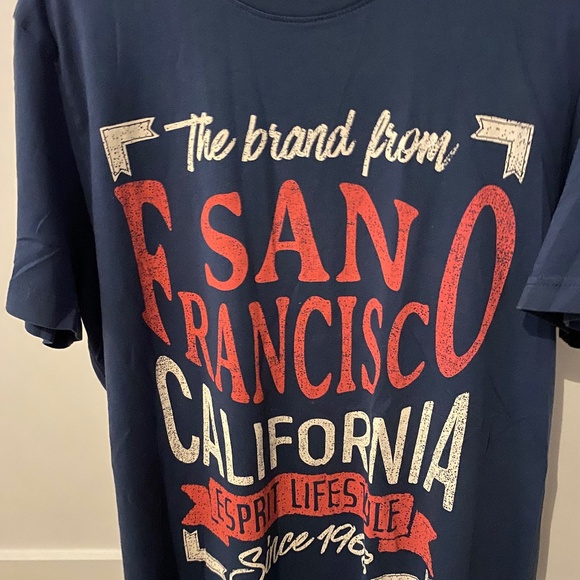 The brand from
SAN
FRANCISCO
CALIFORNIA
ESPRIT LIFESTYLE
Since 1968